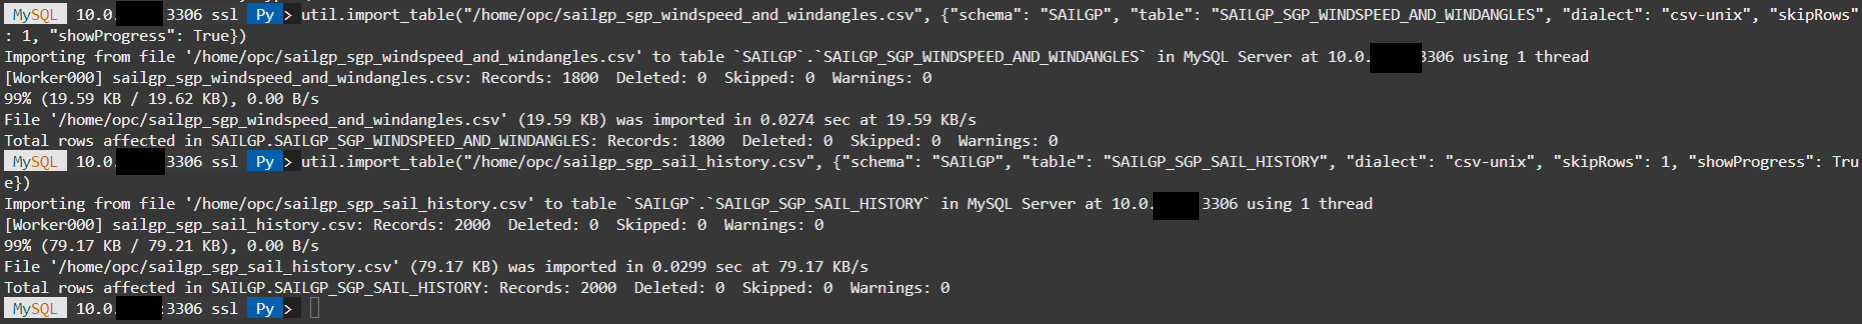 MySQL 10.0. 3306 ssl Py > util.import_table("/home/opc/sailgp_sgp_windspeed_and_windangles.csv", {"schema": "SAILGP", "table": "SAILGP_SGP_WINDSPEED_AND_WINDANGLES", "dialect": "csv-unix", "skipRows"
: 1, "showProgress": True})
Importing from file '/home/opc/sailgp_sgp_windspeed_and_windangles.csv' to table `SAILGP`.`SAILGP_SGP_WINDSPEED_AND_WINDANGLES` in MySQL Server at 10.0. 3306 using 1 thread
[Worker000] sailgp_sgp_windspeed_and_windangles.csv: Records: 1800  Deleted: 0  Skipped: 0  Warnings: 0
99% (19.59 KB / 19.62 KB), 0.00 B/s
File '/home/opc/sailgp_sgp_windspeed_and_windangles.csv' (19.59 KB) was imported in 0.0274 sec at 19.59 KB/s
Total rows affected in SAILGP.SAILGP_SGP_WINDSPEED_AND_WINDANGLES: Records: 1800  Deleted: 0  Skipped: 0  Warnings: 0
MySQL 10.0. 3306 ssl Py > util.import_table("/home/opc/sailgp_sgp_sail_history.csv", {"schema": "SAILGP", "table": "SAILGP_SGP_SAIL_HISTORY", "dialect": "csv-unix", "skipRows": 1, "showProgress": Tru
e})
Importing from file '/home/opc/sailgp_sgp_sail_history.csv' to table `SAILGP`.`SAILGP_SGP_SAIL_HISTORY` in MySQL Server at 10.0. 3306 using 1 thread
[Worker000] sailgp_sgp_sail_history.csv: Records: 2000  Deleted: 0  Skipped: 0  Warnings: 0
99% (79.17 KB / 79.21 KB), 0.00 B/s
File '/home/opc/sailgp_sgp_sail_history.csv' (79.17 KB) was imported in 0.0299 sec at 79.17 KB/s
Total rows affected in SAILGP.SAILGP_SGP_SAIL_HISTORY: Records: 2000  Deleted: 0  Skipped: 0  Warnings: 0
MySQL 10.0. :3306 ssl Py >